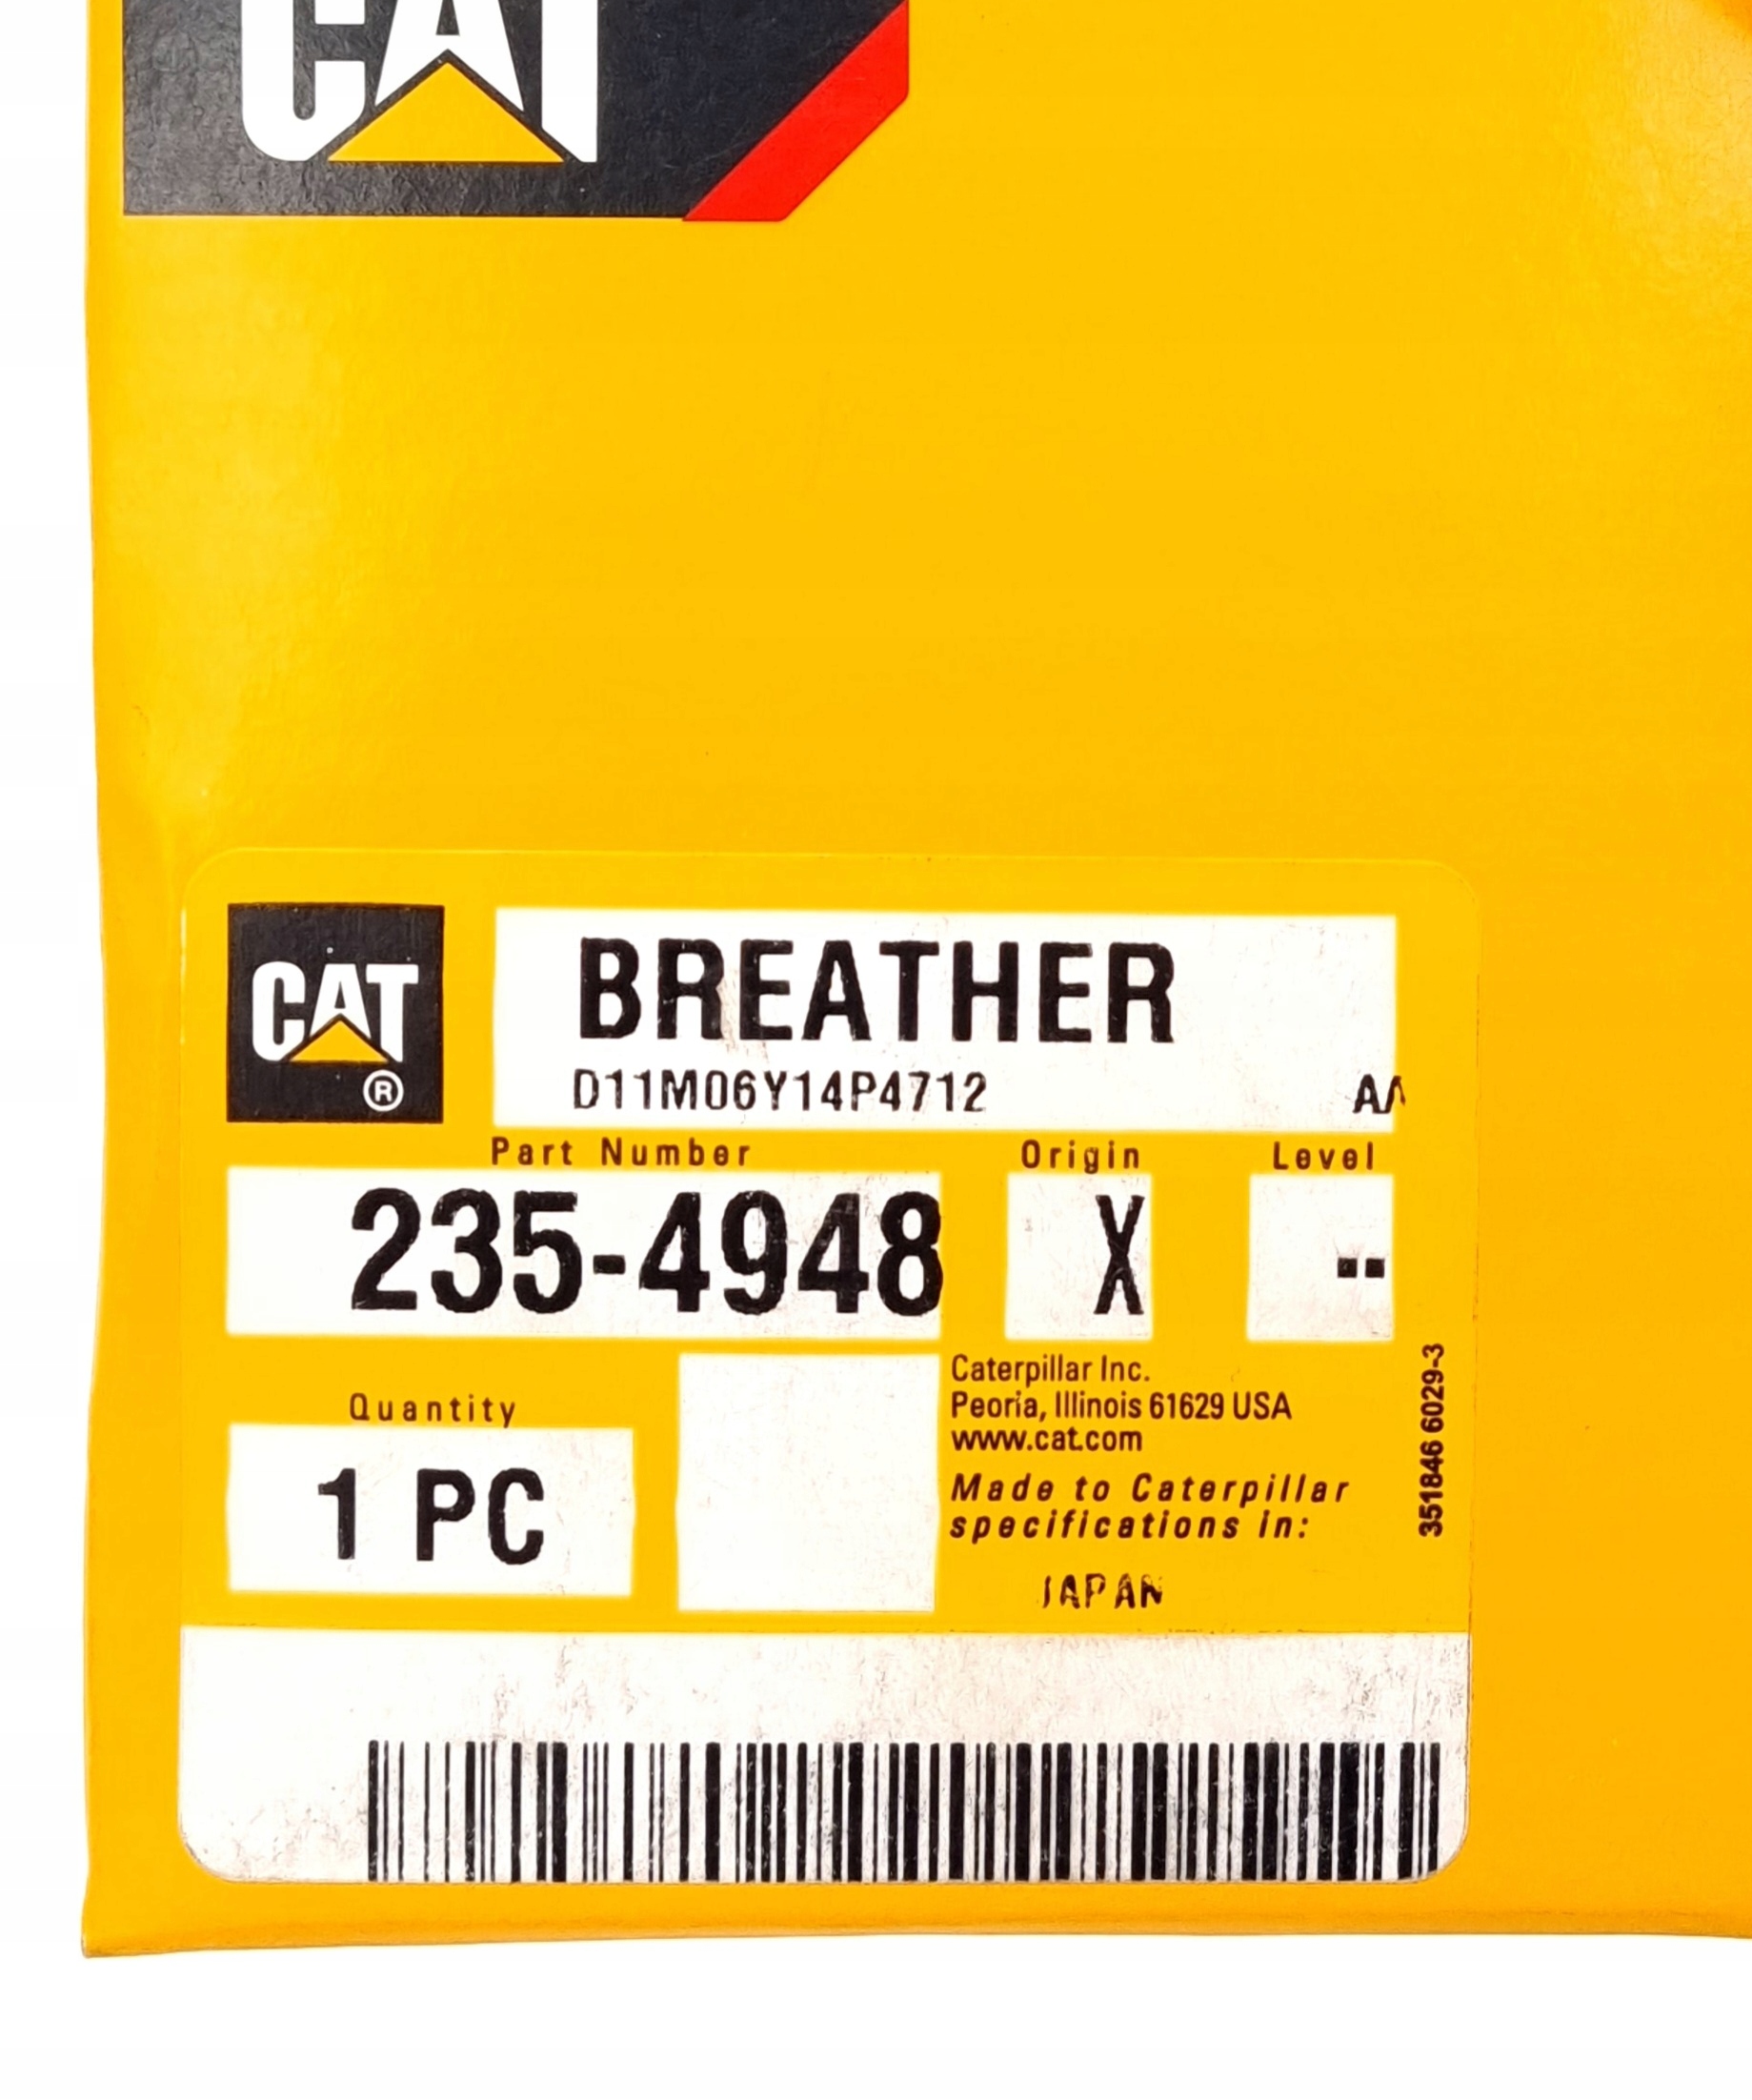 CAT
CAT
®
BREATHER
D11M06Y14P4712
Part Number
Origin
Level
235-4948
X
--
Quantity
1 PC
Caterpillar Inc.
Peoria, Illinois 61629 USA
www.cat.com
Made to Caterpillar
specifications in:
JAPAN
351846 6029-3